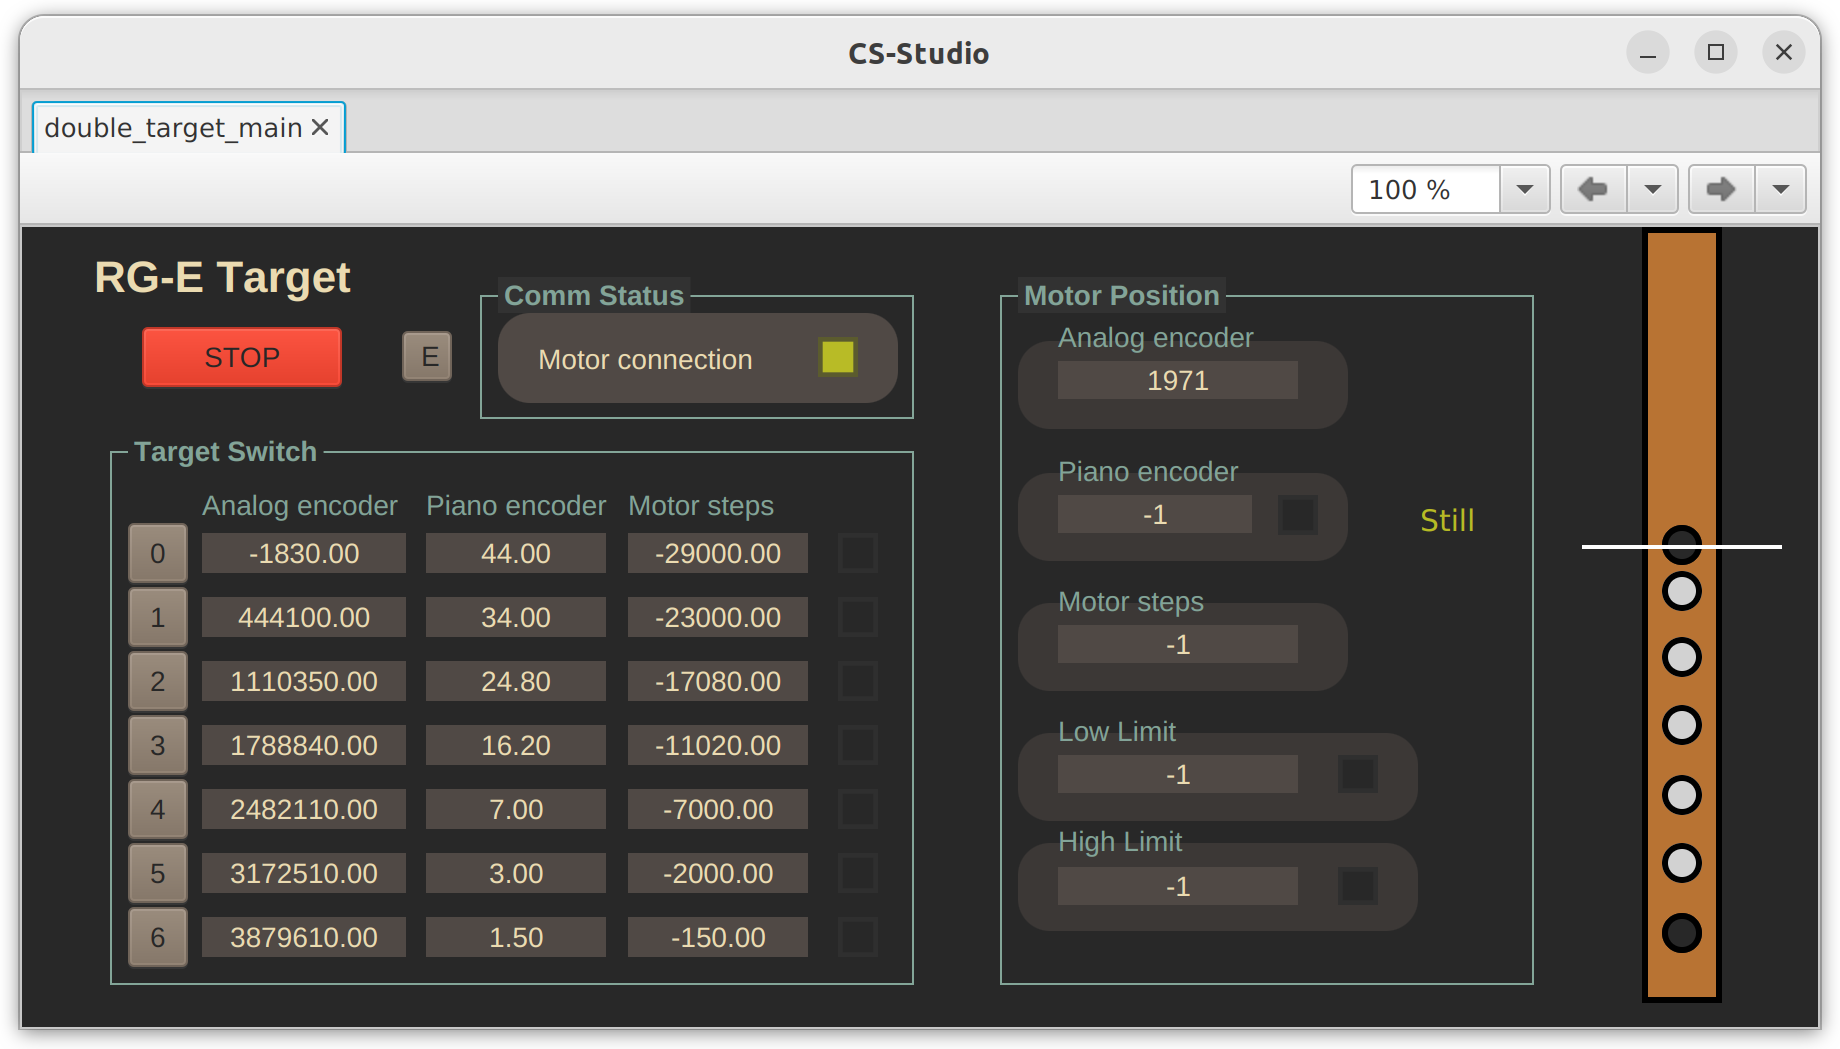 CS-Studio
double_target_main
100 %
RG-E Target
STOP
E
Comm Status
Motor connection
Target Switch
Analog encoder Piano encoder Motor steps
0 -1830.00 44.00 -29000.00
1 444100.00 34.00 -23000.00
2 1110350.00 24.80 -17080.00
3 1788840.00 16.20 -11020.00
4 2482110.00 7.00 -7000.00
5 3172510.00 3.00 -2000.00
6 3879610.00 1.50 -150.00
Motor Position
Analog encoder
1971
Piano encoder
-1
Still
Motor steps
-1
Low Limit
-1
High Limit
-1